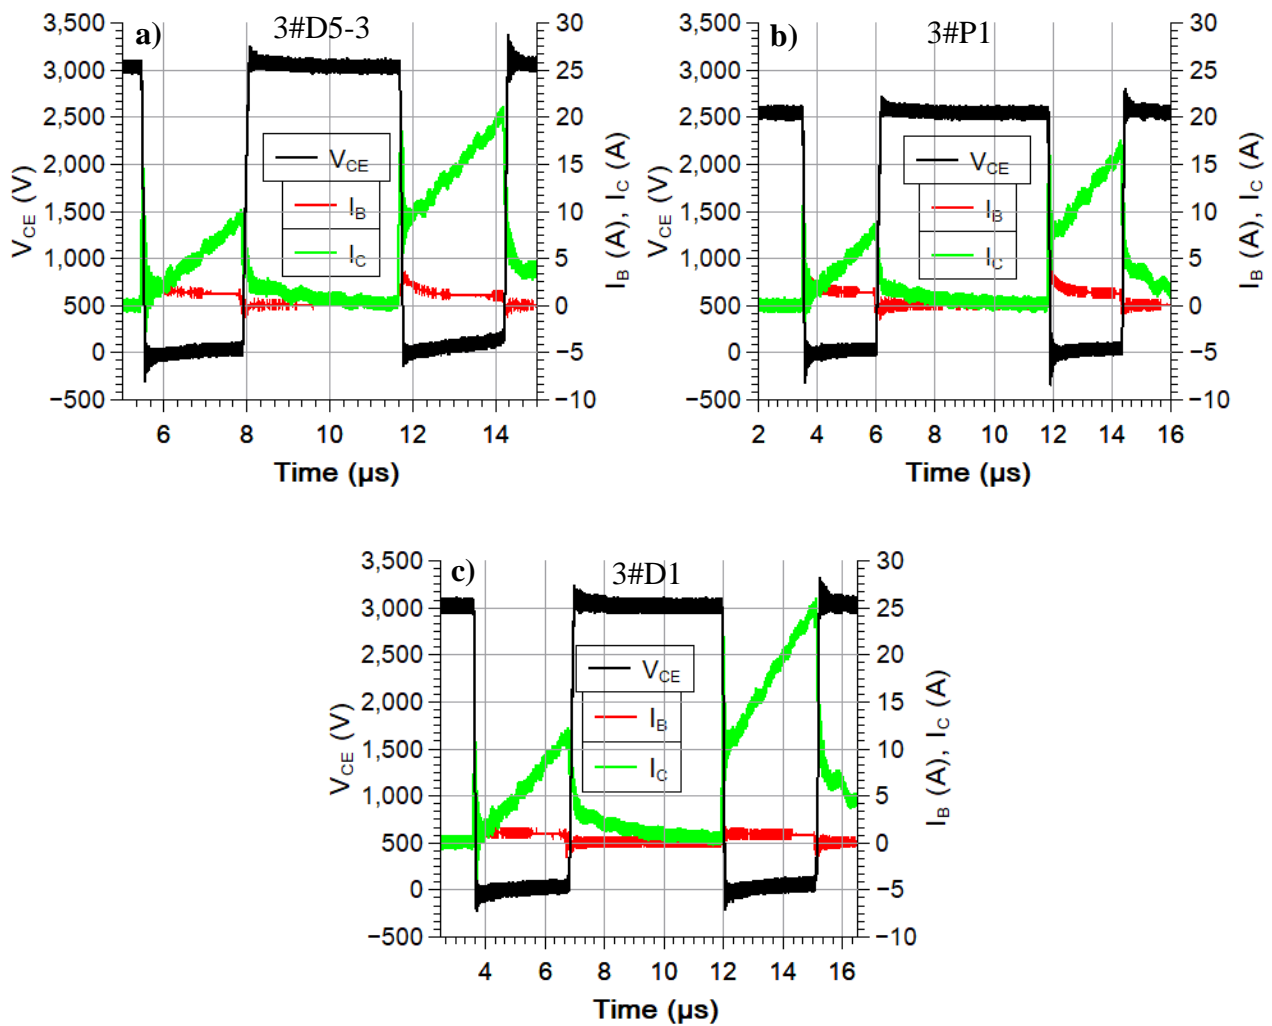 a) 3#D5-3
3,500
3,000
2,500
2,000
1,500
1,000
500
0
−500
V_CE (V)
30
25
20
15
10
5
0
−5
−10
I_B (A), I_C (A)
V_CE
I_B
I_C
6 8 10 12 14
Time (µs)
b) 3#P1
3,500
3,000
2,500
2,000
1,500
1,000
500
0
−500
V_CE (V)
30
25
20
15
10
5
0
−5
−10
I_B (A), I_C (A)
V_CE
I_B
I_C
2 4 6 8 10 12 14 16
Time (µs)
c) 3#D1
3,500
3,000
2,500
2,000
1,500
1,000
500
0
−500
V_CE (V)
30
25
20
15
10
5
0
−5
−10
I_B (A), I_C (A)
V_CE
I_B
I_C
4 6 8 10 12 14 16
Time (µs)